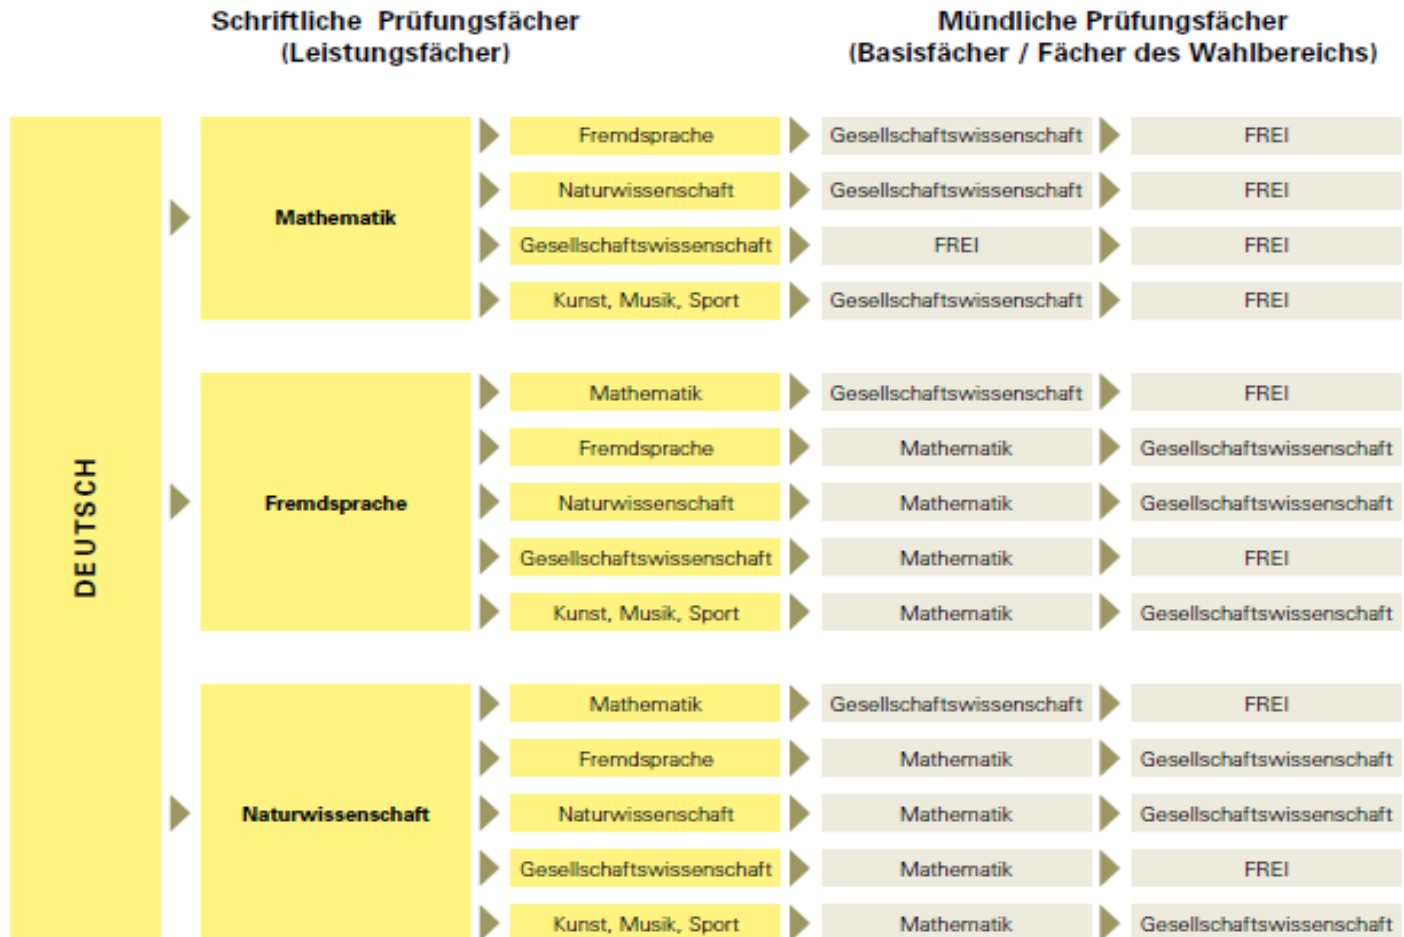 Schriftliche Prüfungsfächer
(Leistungsfächer)
Mündliche Prüfungsfächer
(Basisfächer / Fächer des Wahlbereichs)
DEUTSCH
Mathematik
Fremdsprache Gesellschaftswissenschaft FREI
Naturwissenschaft Gesellschaftswissenschaft FREI
Gesellschaftswissenschaft FREI FREI
Kunst, Musik, Sport Gesellschaftswissenschaft FREI
Fremdsprache
Mathematik Gesellschaftswissenschaft FREI
Fremdsprache Mathematik Gesellschaftswissenschaft
Naturwissenschaft Mathematik Gesellschaftswissenschaft
Gesellschaftswissenschaft Mathematik FREI
Kunst, Musik, Sport Mathematik Gesellschaftswissenschaft
Naturwissenschaft
Mathematik Gesellschaftswissenschaft FREI
Fremdsprache Mathematik Gesellschaftswissenschaft
Naturwissenschaft Mathematik Gesellschaftswissenschaft
Gesellschaftswissenschaft Mathematik FREI
Kunst, Musik, Sport Mathematik Gesellschaftswissenschaft